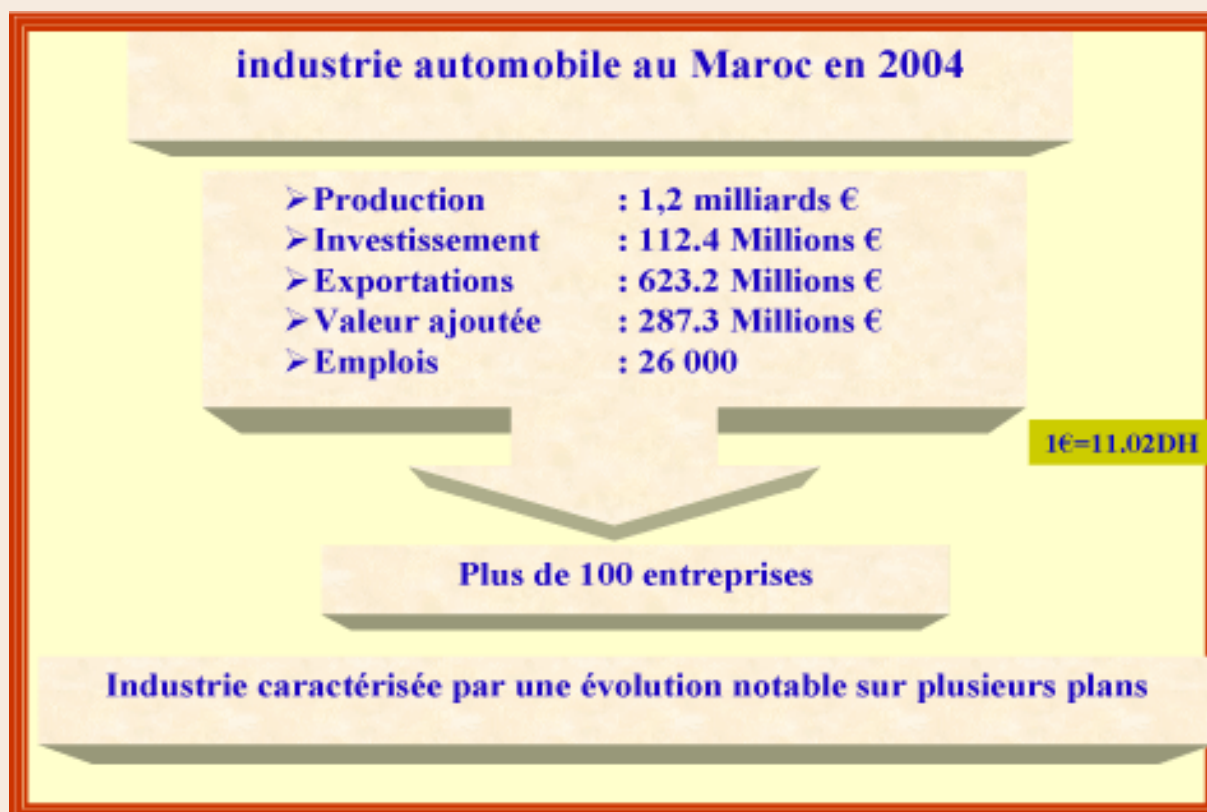 industrie automobile au Maroc en 2004
➢Production : 1,2 milliards €
➢Investissement : 112.4 Millions €
➢Exportations : 623.2 Millions €
➢Valeur ajoutée : 287.3 Millions €
➢Emplois : 26 000
1€=11.02DH
Plus de 100 entreprises
Industrie caractérisée par une évolution notable sur plusieurs plans